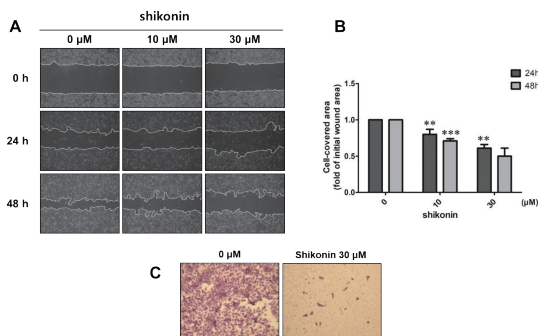 shikonin
A
0 µM 10 µM 30 µM
0 h
24 h
48 h
B
24h
48h
Cell-covered area
(fold of initial wound area)
1.5
1.0
0.5
0.0
** *** **
0 10 30 (µM)
shikonin
C
0 µM Shikonin 30 µM